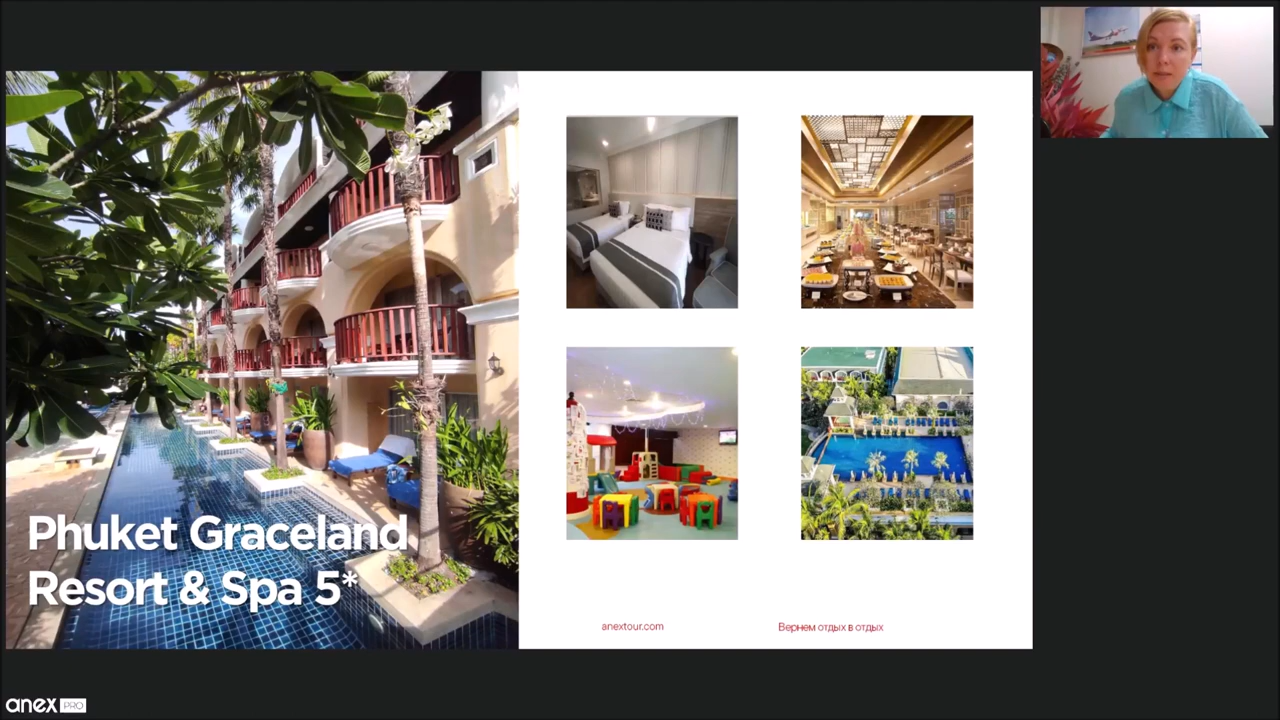 Phuket Graceland
Resort & Spa 5*
anextour.com
Вернем отдых в отдых
anex PRO